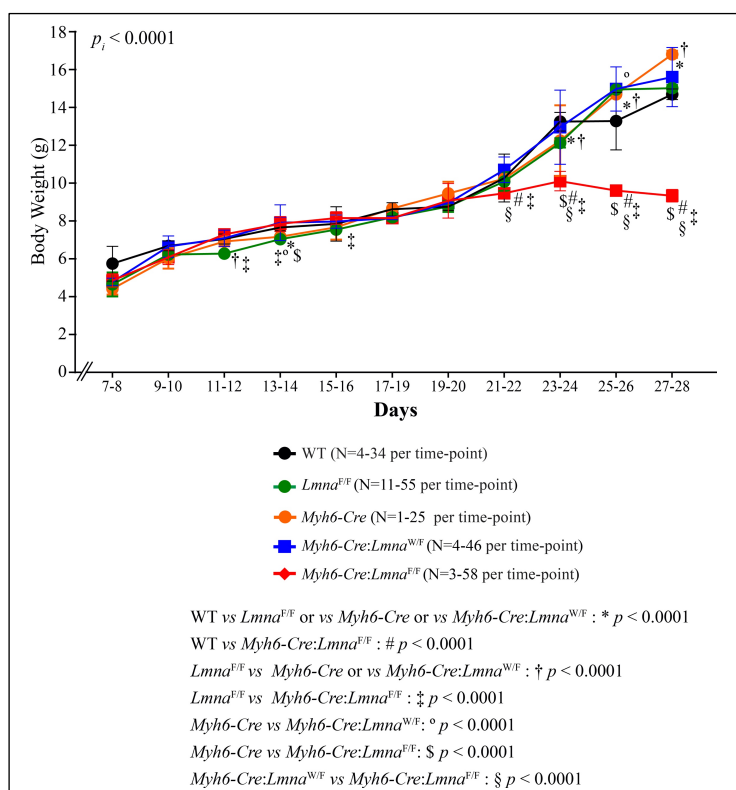 p_i < 0.0001
18
16
14
12
10
8
6
4
2
0
Body Weight (g)
† *
º
* †
* †
# ‡ §
$ # ‡ §
$ # ‡ §
$ # ‡ §
† ‡
*
‡º $
‡
7-8 9-10 11-12 13-14 15-16 17-19 19-20 21-22 23-24 25-26 27-28
Days
WT (N=4-34 per time-point)
Lmna^F/F (N=11-55 per time-point)
Myh6-Cre (N=1-25 per time-point)
Myh6-Cre:Lmna^W/F (N=4-46 per time-point)
Myh6-Cre:Lmna^F/F (N=3-58 per time-point)
WT vs Lmna^F/F or vs Myh6-Cre or vs Myh6-Cre:Lmna^W/F : * p < 0.0001
WT vs Myh6-Cre:Lmna^F/F : # p < 0.0001
Lmna^F/F vs Myh6-Cre or vs Myh6-Cre:Lmna^W/F : † p < 0.0001
Lmna^F/F vs Myh6-Cre:Lmna^F/F : ‡ p < 0.0001
Myh6-Cre vs Myh6-Cre:Lmna^W/F: º p < 0.0001
Myh6-Cre vs Myh6-Cre:Lmna^F/F: $ p < 0.0001
Myh6-Cre:Lmna^W/F vs Myh6-Cre:Lmna^F/F : § p < 0.0001